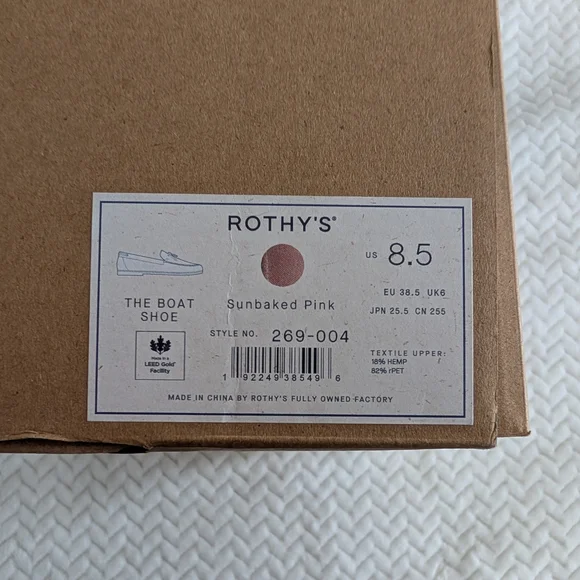 ROTHY'S®
THE BOAT
SHOE
Made in a
LEED Gold®
Facility
Sunbaked Pink
STYLE NO. 269-004
1 92249 38549 6
US 8.5
EU 38.5 UK6
JPN 25.5 CN 255
TEXTILE UPPER:
18% HEMP
82% rPET
MADE IN CHINA BY ROTHY'S FULLY OWNED FACTORY